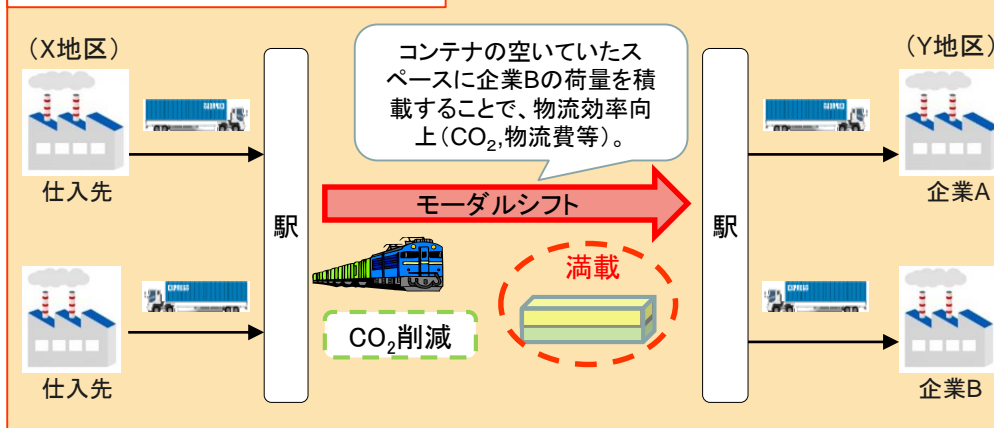 (X地区)
コンテナの空いていたス
ペースに企業Bの荷量を積
載することで、物流効率向
上(CO₂,物流費等)。
(Y地区)
仕入先
駅
モーダルシフト
駅
企業A
満載
CO₂削減
EXPRESS
仕入先
企業B